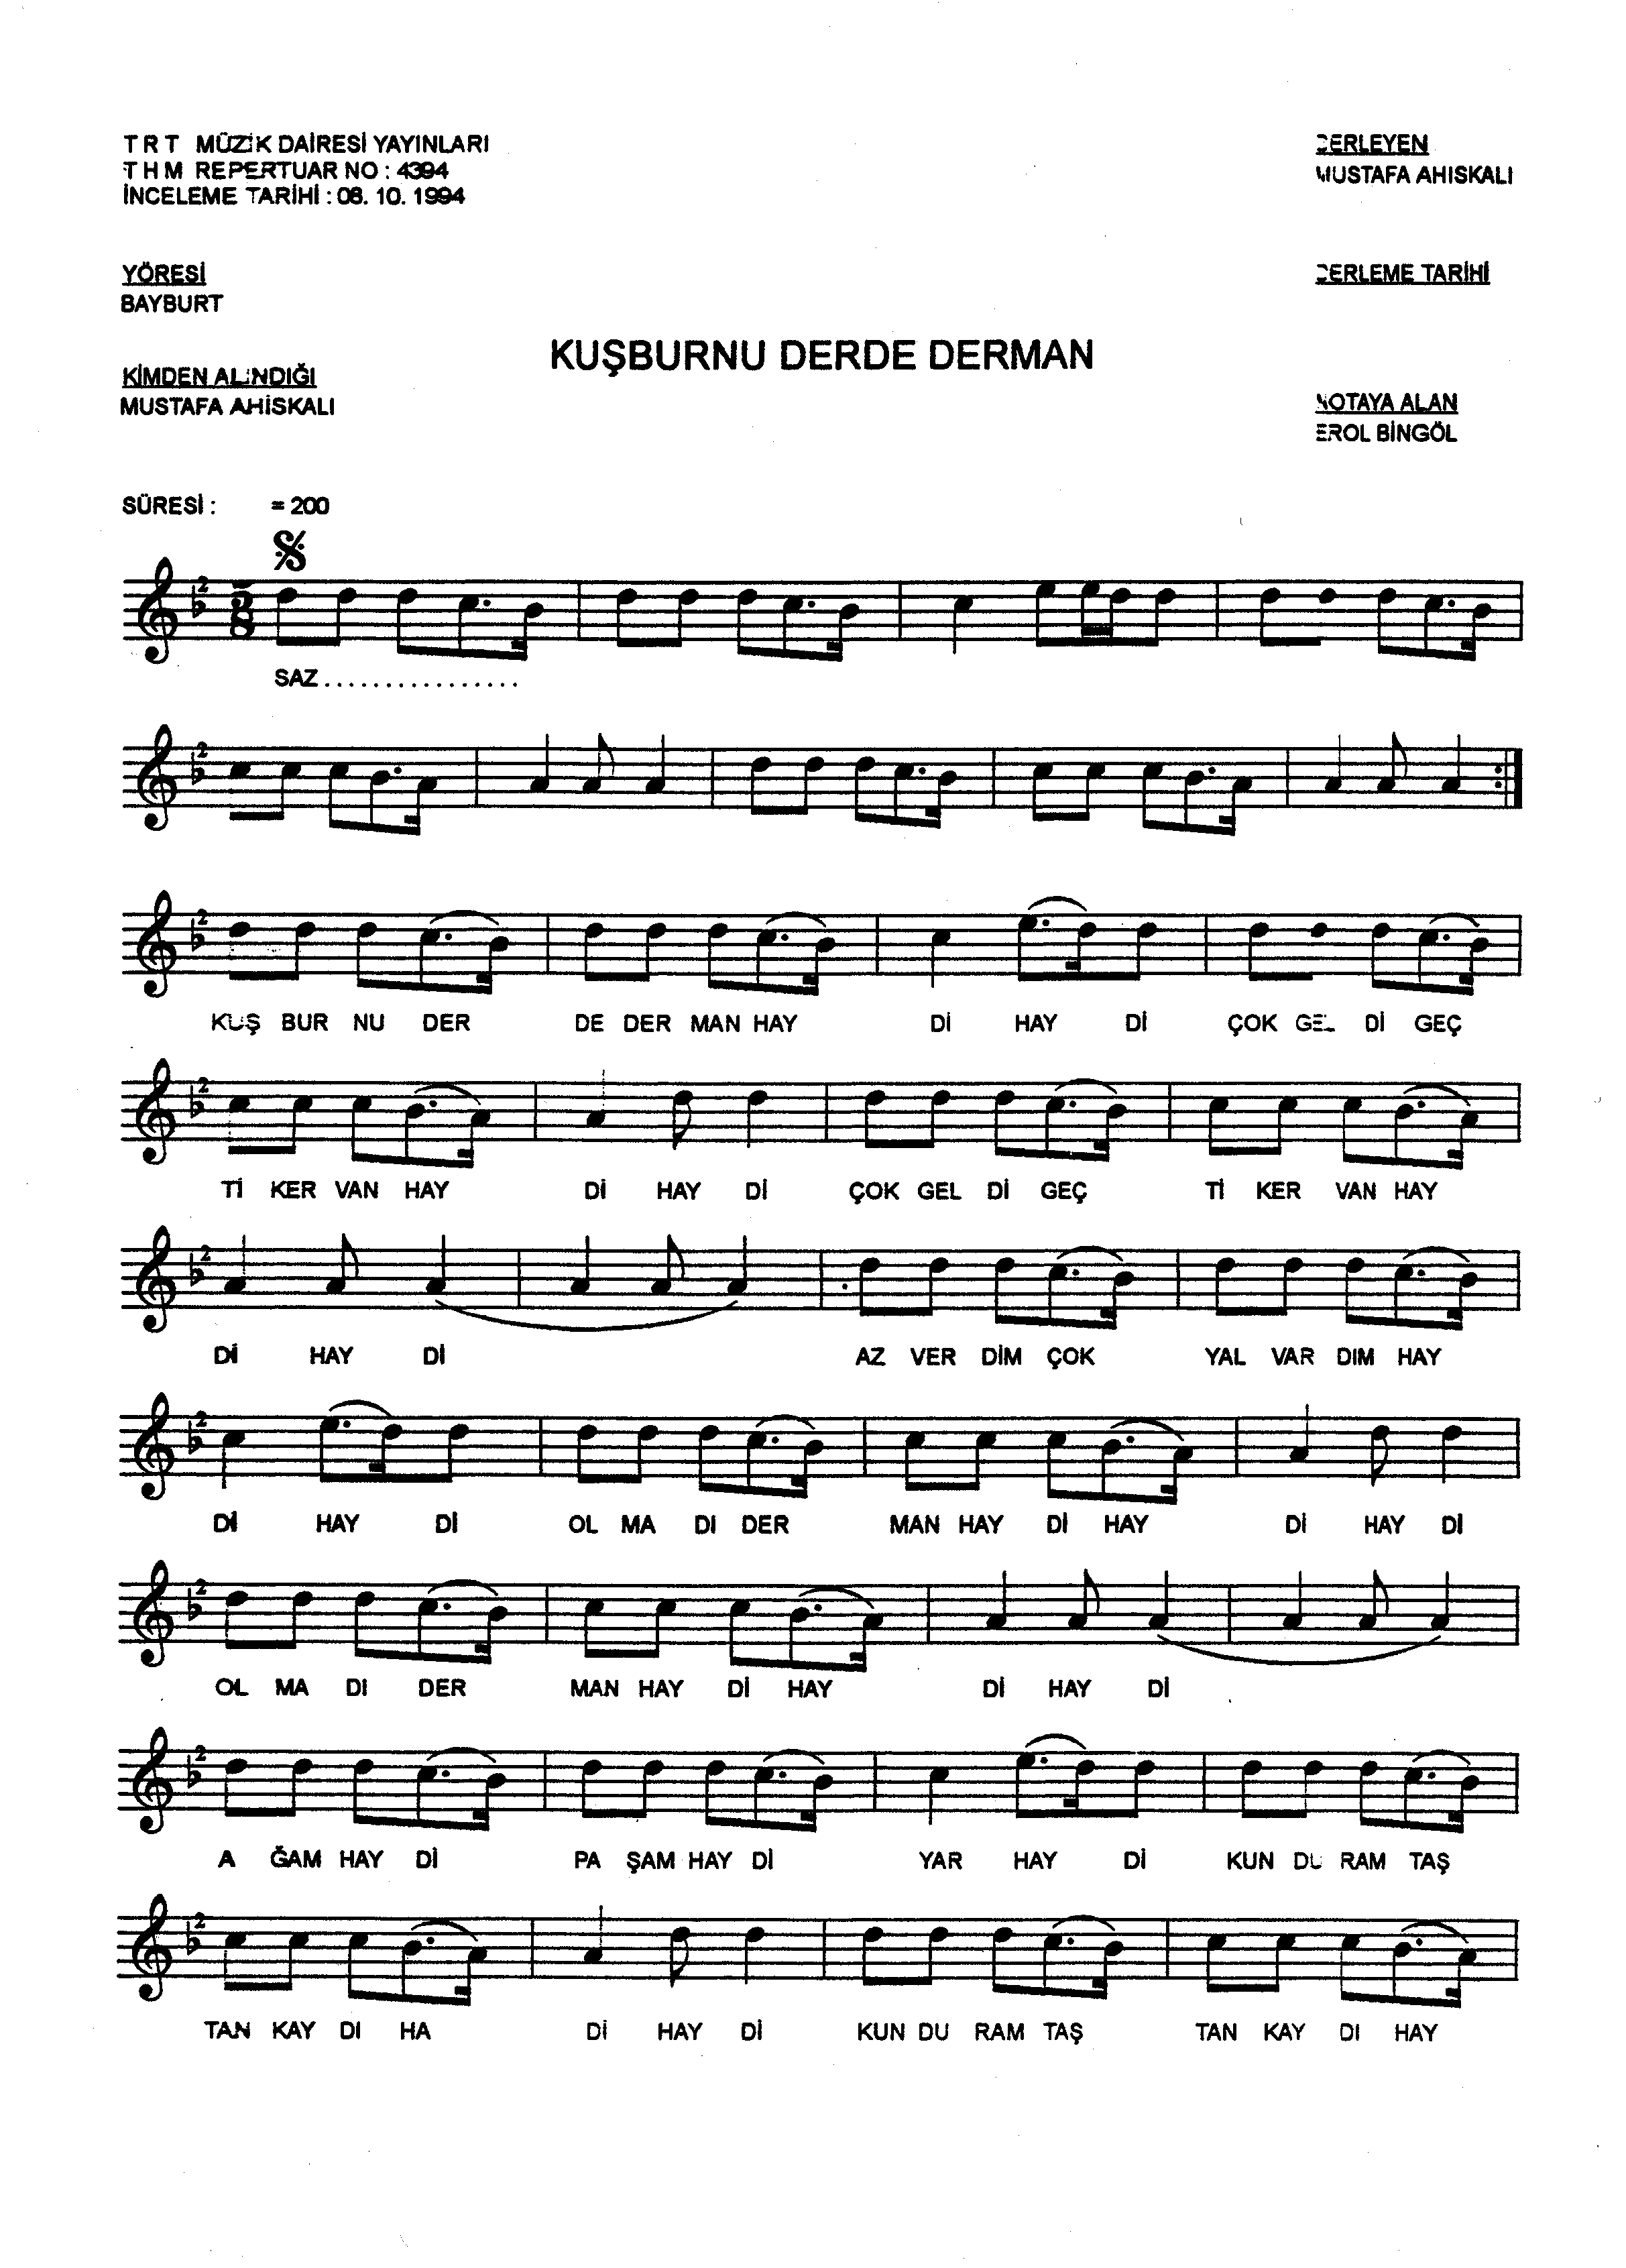 T R T MÜZİK DAİRESİ YAYINLARI
T H M REPERTUAR NO : 4394
İNCELEME TARİHİ : 08. 10. 1994
DERLEYEN
MUSTAFA AHISKALI
YÖRESİ
BAYBURT
DERLEME TARİHİ
KUŞBURNU DERDE DERMAN
KİMDEN ALINDIĞI
MUSTAFA AHİSKALI
NOTAYA ALAN
EROL BİNGÖL
SÜRESİ : = 200
SAZ . . . . . . . . . . . . . . . .
KUŞ BUR NU DER DE DER MAN HAY Dİ HAY Dİ ÇOK GEL Dİ GEÇ
Tİ KER VAN HAY Dİ HAY Dİ ÇOK GEL Dİ GEÇ Tİ KER VAN HAY
Dİ HAY Dİ AZ VER DİM ÇOK YAL VAR DIM HAY
Dİ HAY Dİ OL MA DI DER MAN HAY Dİ HAY Dİ HAY Dİ
OL MA DI DER MAN HAY Dİ HAY Dİ HAY Dİ
A ĞAM HAY Dİ PA ŞAM HAY Dİ YAR HAY Dİ KUN DU RAM TAŞ
TAN KAY DI HA Dİ HAY Dİ KUN DU RAM TAŞ TAN KAY DI HAY